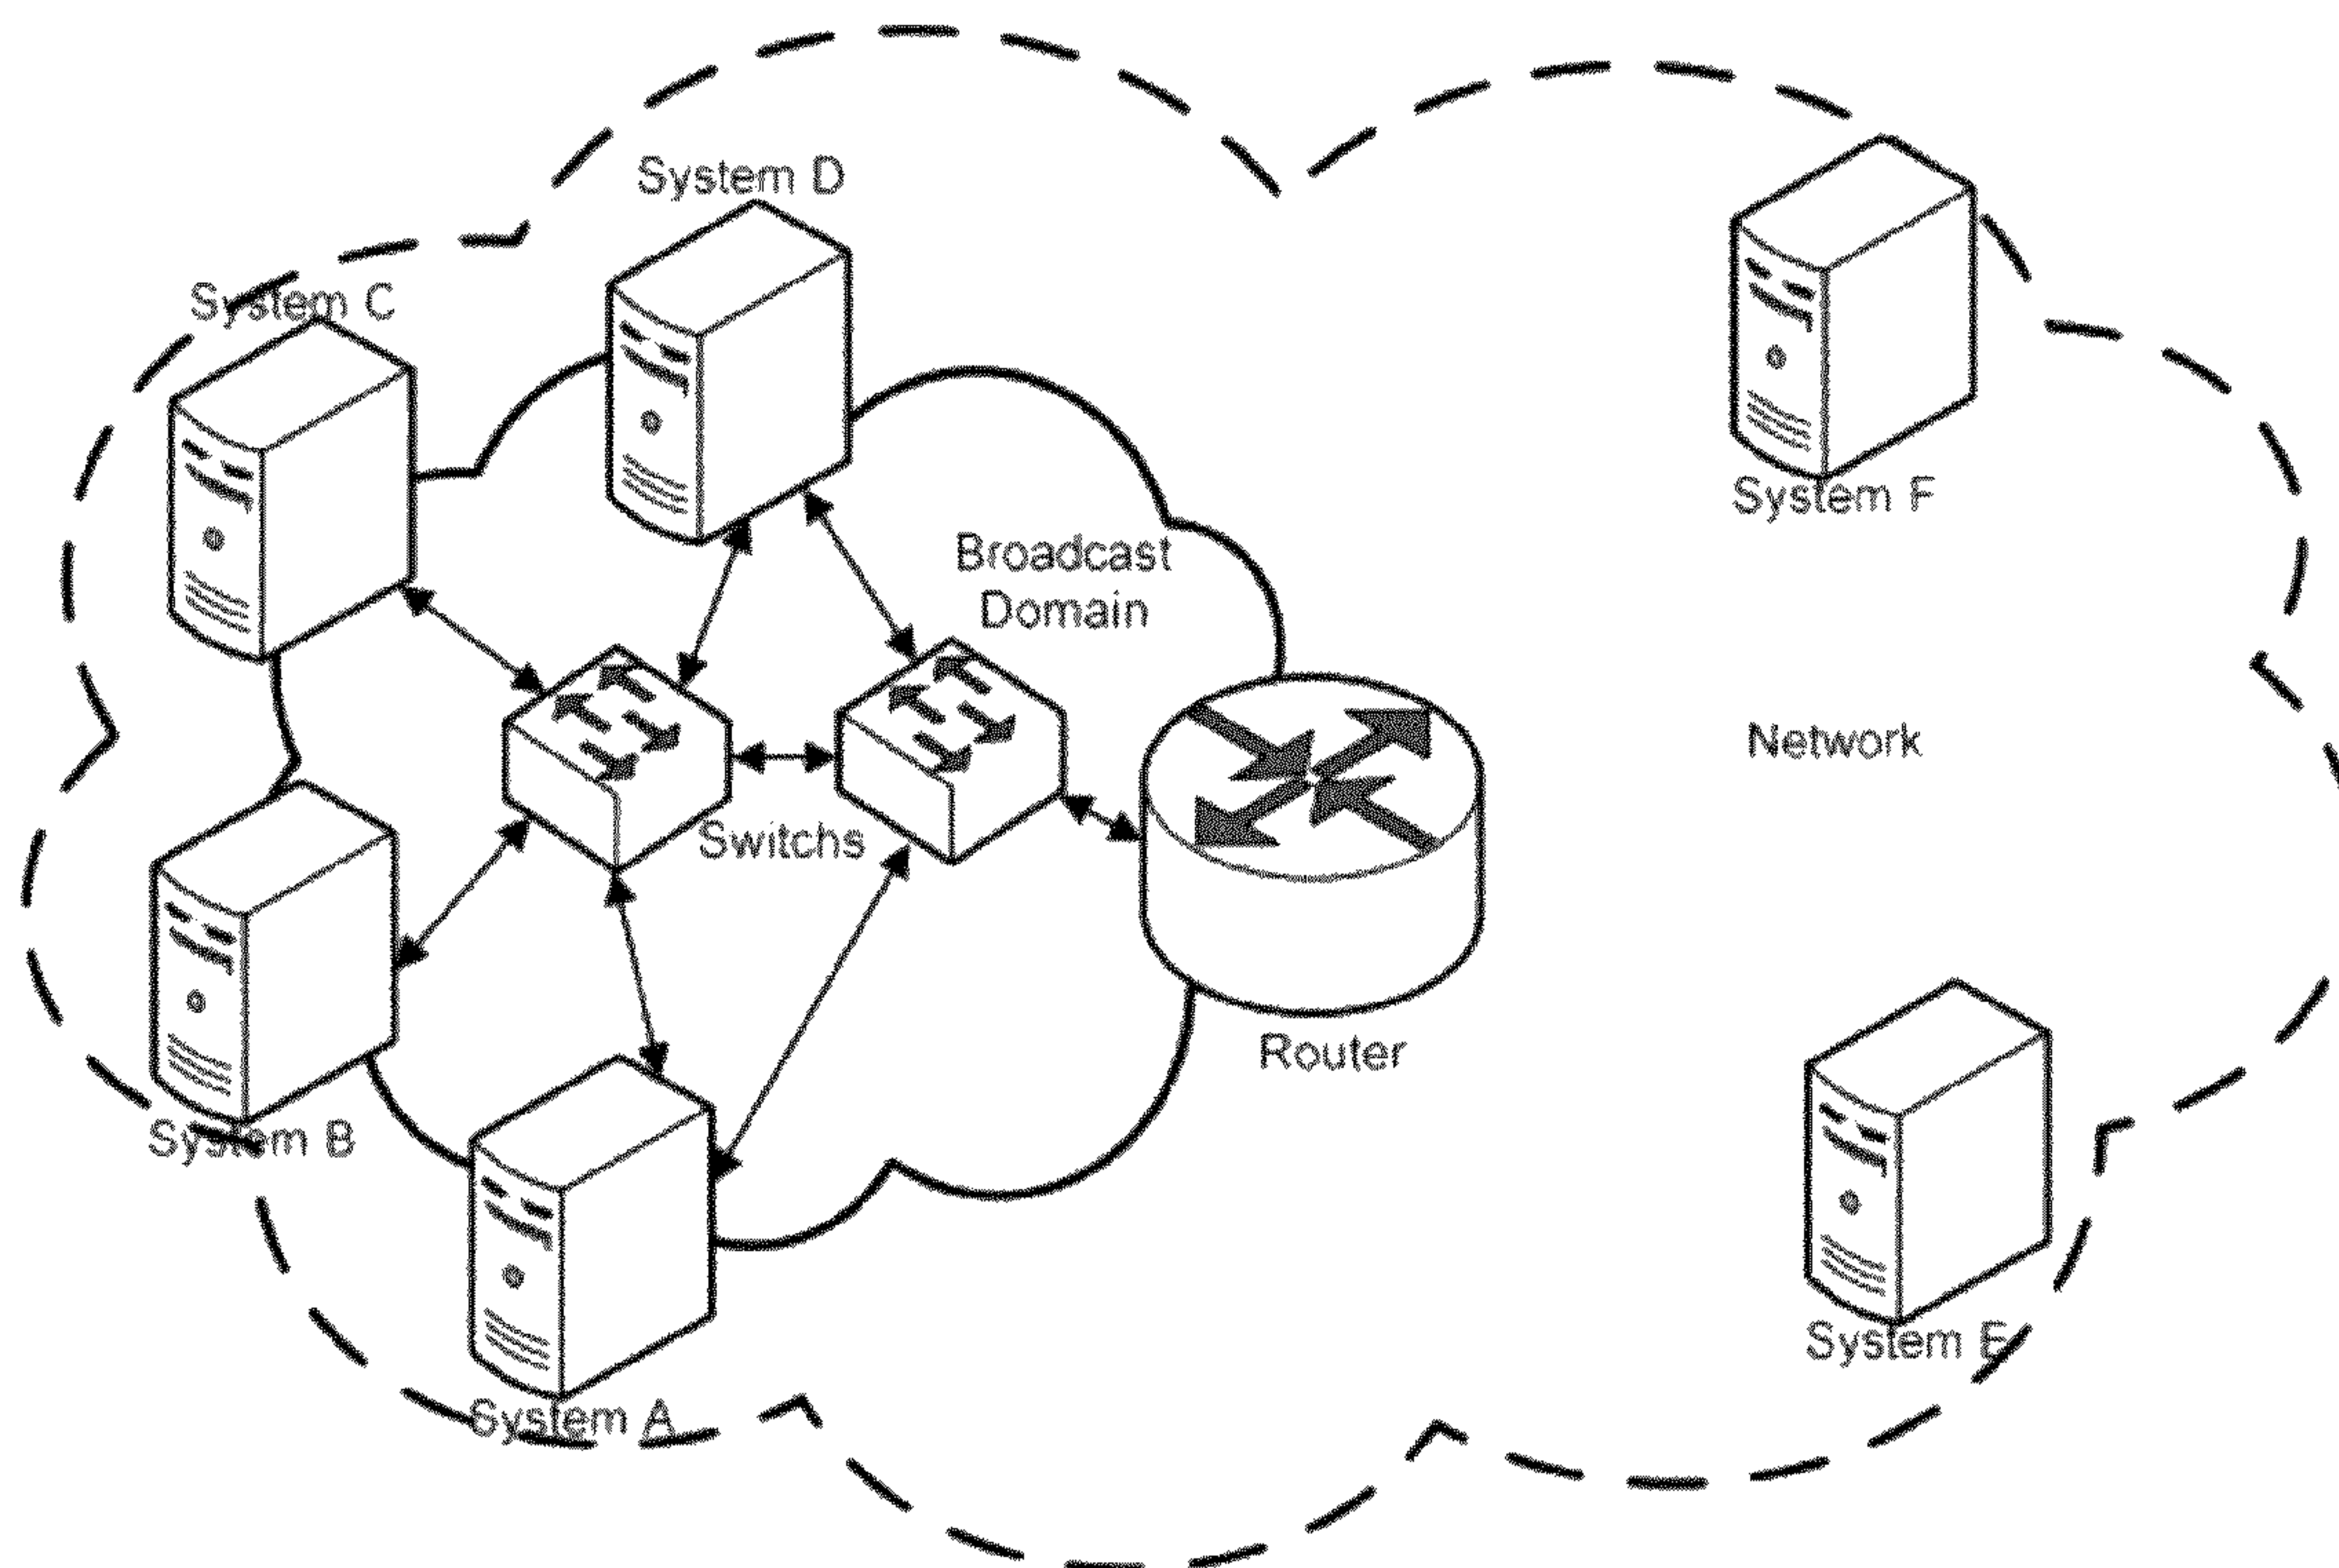 System D
System C
System F
Broadcast
Domain
Network
Switchs
Router
System B
System E
System A